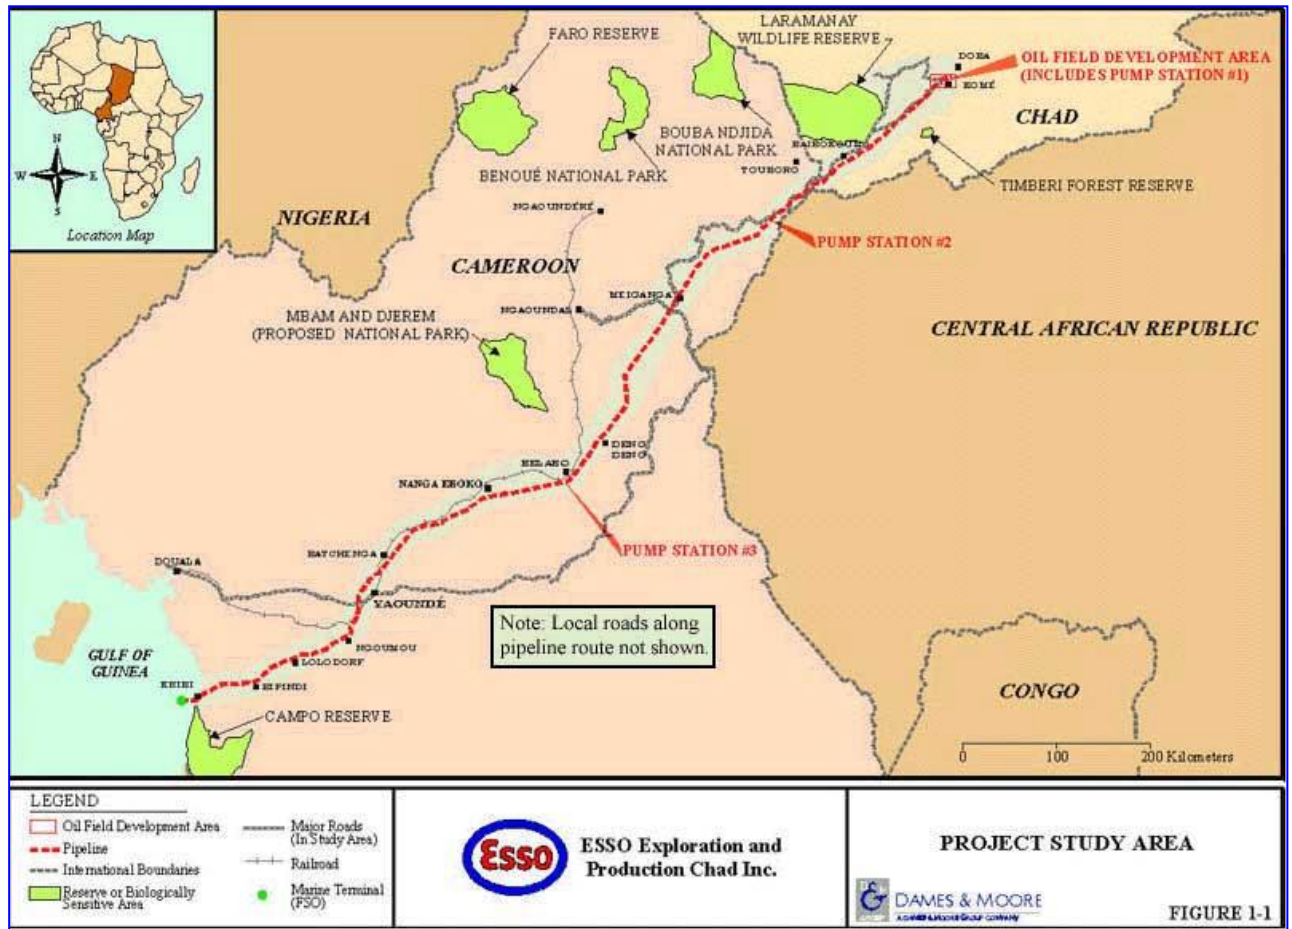 LARAMANAY
WILDLIFE RESERVE
FARO RESERVE
DOBA
OIL FIELD DEVELOPMENT AREA
(INCLUDES PUMP STATION #1)
KOMÉ
CHAD
BOUBA NDJIDA
NATIONAL PARK
BENOUÉ NATIONAL PARK
TOUBORO
TIMBERI FOREST RESERVE
N
W
E
S
Location Map
NIGERIA
NGAOUNDÉRÉ
PUMP STATION #2
CAMEROON
MEIGANGA
NGAOUNDAL
MBAM AND DJEREM
(PROPOSED NATIONAL PARK)
CENTRAL AFRICAN REPUBLIC
DENG
DENG
BELABO
NANGA EBOKO
PUMP STATION #3
BATCHENGA
DOUALA
YAOUNDÉ
Note: Local roads along
pipeline route not shown.
NGOUMOU
LOLODORF
GULF OF
GUINEA
KRIBI
BIPINDI
CAMPO RESERVE
CONGO
0 100 200 Kilometers
LEGEND
Oil Field Development Area
Pipeline
International Boundaries
Reserve or Biologically
Sensitive Area
Major Roads
(In Study Area)
Railroad
Marine Terminal
(FSO)
Esso
ESSO Exploration and
Production Chad Inc.
PROJECT STUDY AREA
DAMES & MOORE
A DAMES & MOORE GROUP COMPANY
FIGURE 1-1